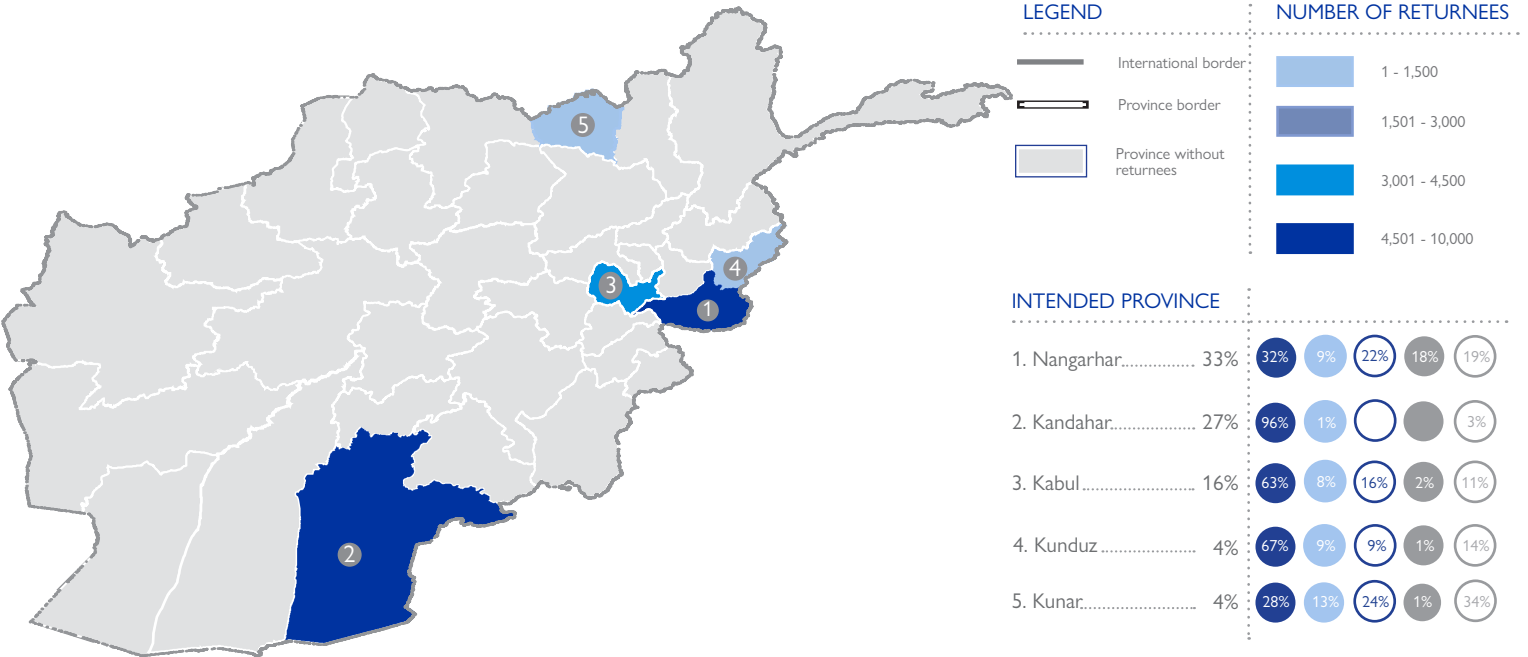 LEGEND
International border
Province border
Province without
returnees
NUMBER OF RETURNEES
1 - 1,500
1,501 - 3,000
3,001 - 4,500
4,501 - 10,000
5
4
3
1
2
INTENDED PROVINCE
1. Nangarhar 33% 32% 9% 22% 18% 19%
2. Kandahar 27% 96% 1% 3%
3. Kabul 16% 63% 8% 16% 2% 11%
4. Kunduz 4% 67% 9% 9% 1% 14%
5. Kunar 4% 28% 13% 24% 1% 34%